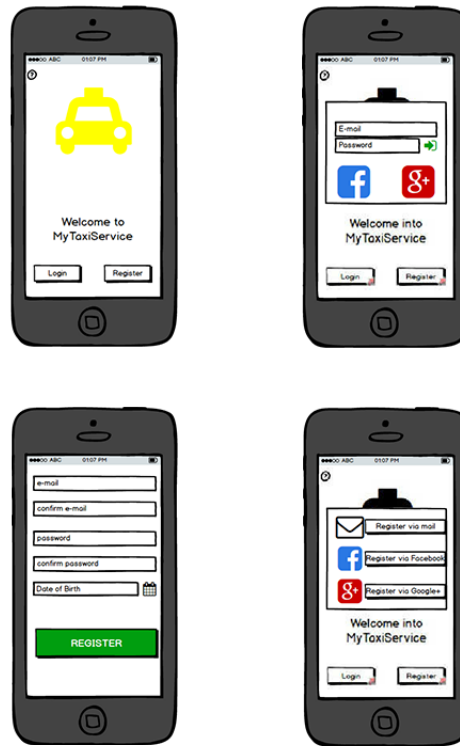 ABC 01:07 PM
?
Welcome to
MyTaxiService
Login Register
ABC 01:07 PM
?
E-mail
Password
f g+
Welcome into
MyTaxiService
Login Register
ABC 01:07 PM
e-mail
confirm e-mail
password
confirm password
Date of Birth
REGISTER
ABC 01:07 PM
?
Register via mail
f Register via Facebook
g+ Register via Google+
Welcome into
MyTaxiService
Login Register